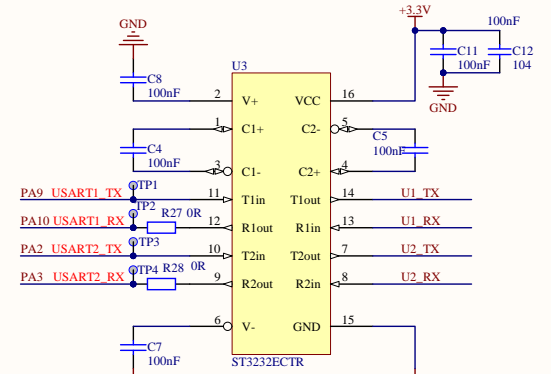 +3.3V
GND
100nF
U3
C8
100nF
C11
100nF
C12
104
2 V+ VCC 16
GND
1 C1+ C2- 5
C4
100nF
C5
100nF
3 C1- C2+ 4
TP1
PA9 USART1_TX 11 T1in T1out 14 U1_TX
TP2 R27 0R
PA10 USART1_RX 12 R1out R1in 13 U1_RX
TP3
PA2 USART2_TX 10 T2in T2out 7 U2_TX
TP4 R28 0R
PA3 USART2_RX 9 R2out R2in 8 U2_RX
6 V- GND 15
C7
100nF
ST3232ECTR